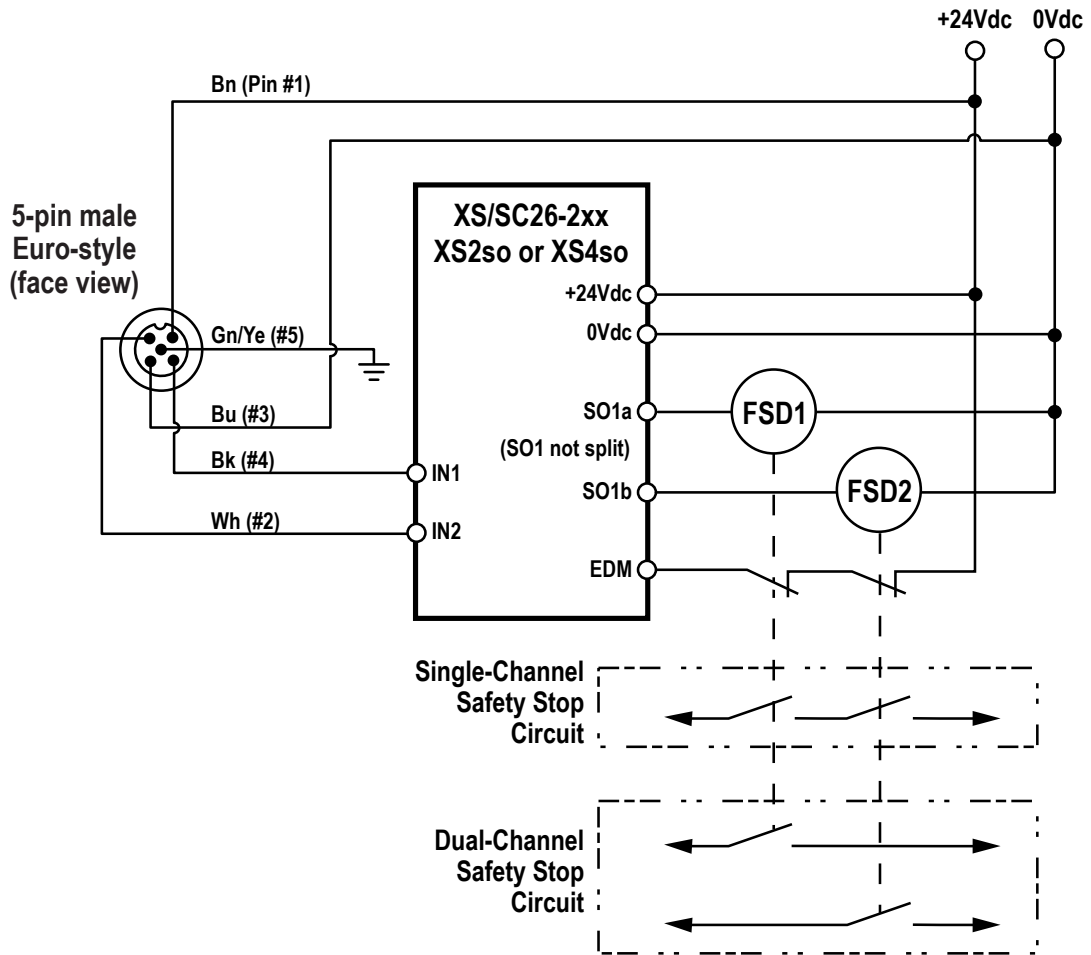 +24Vdc 0Vdc
Bn (Pin #1)
5-pin male
Euro-style
(face view)
XS/SC26-2xx
XS2so or XS4so
+24Vdc
0Vdc
Gn/Ye (#5)
Bu (#3)
Bk (#4)
Wh (#2)
IN1
IN2
SO1a
(SO1 not split)
SO1b
EDM
FSD1
FSD2
Single-Channel
Safety Stop
Circuit
Dual-Channel
Safety Stop
Circuit